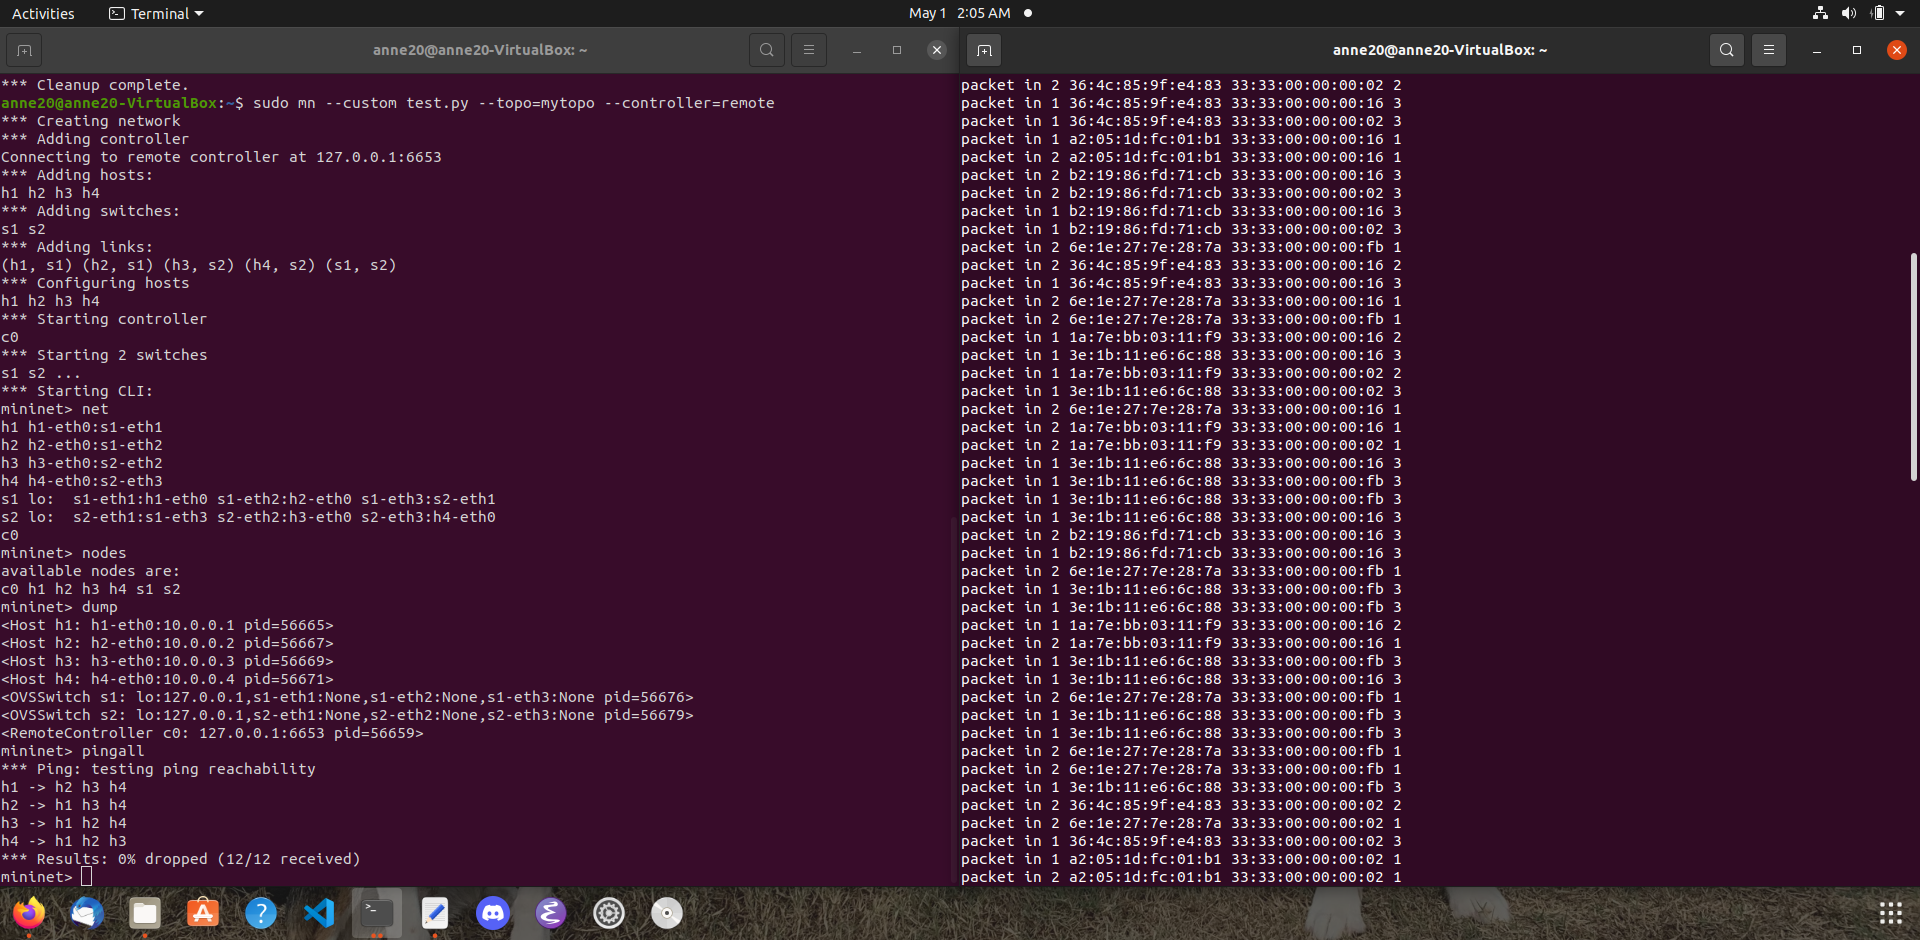 Activities
Terminal
May 1 2:05 AM
anne20@anne20-VirtualBox: ~
*** Cleanup complete.
anne20@anne20-VirtualBox:~$ sudo mn --custom test.py --topo=mytopo --controller=remote
*** Creating network
*** Adding controller
Connecting to remote controller at 127.0.0.1:6653
*** Adding hosts:
h1 h2 h3 h4
*** Adding switches:
s1 s2
*** Adding links:
(h1, s1) (h2, s1) (h3, s2) (h4, s2) (s1, s2)
*** Configuring hosts
h1 h2 h3 h4
*** Starting controller
c0
*** Starting 2 switches
s1 s2 ...
*** Starting CLI:
mininet> net
h1 h1-eth0:s1-eth1
h2 h2-eth0:s1-eth2
h3 h3-eth0:s2-eth2
h4 h4-eth0:s2-eth3
s1 lo:  s1-eth1:h1-eth0 s1-eth2:h2-eth0 s1-eth3:s2-eth1
s2 lo:  s2-eth1:s1-eth3 s2-eth2:h3-eth0 s2-eth3:h4-eth0
c0
mininet> nodes
available nodes are:
c0 h1 h2 h3 h4 s1 s2
mininet> dump
<Host h1: h1-eth0:10.0.0.1 pid=56665>
<Host h2: h2-eth0:10.0.0.2 pid=56667>
<Host h3: h3-eth0:10.0.0.3 pid=56669>
<Host h4: h4-eth0:10.0.0.4 pid=56671>
<OVSSwitch s1: lo:127.0.0.1,s1-eth1:None,s1-eth2:None,s1-eth3:None pid=56676>
<OVSSwitch s2: lo:127.0.0.1,s2-eth1:None,s2-eth2:None,s2-eth3:None pid=56679>
<RemoteController c0: 127.0.0.1:6653 pid=56659>
mininet> pingall
*** Ping: testing ping reachability
h1 -> h2 h3 h4
h2 -> h1 h3 h4
h3 -> h1 h2 h4
h4 -> h1 h2 h3
*** Results: 0% dropped (12/12 received)
mininet>
anne20@anne20-VirtualBox: ~
packet in 2 36:4c:85:9f:e4:83 33:33:00:00:00:02 2
packet in 1 36:4c:85:9f:e4:83 33:33:00:00:00:16 3
packet in 1 36:4c:85:9f:e4:83 33:33:00:00:00:02 3
packet in 1 a2:05:1d:fc:01:b1 33:33:00:00:00:16 1
packet in 2 a2:05:1d:fc:01:b1 33:33:00:00:00:16 1
packet in 2 b2:19:86:fd:71:cb 33:33:00:00:00:16 3
packet in 2 b2:19:86:fd:71:cb 33:33:00:00:00:02 3
packet in 1 b2:19:86:fd:71:cb 33:33:00:00:00:16 3
packet in 1 b2:19:86:fd:71:cb 33:33:00:00:00:02 3
packet in 2 6e:1e:27:7e:28:7a 33:33:00:00:00:fb 1
packet in 2 36:4c:85:9f:e4:83 33:33:00:00:00:16 2
packet in 1 36:4c:85:9f:e4:83 33:33:00:00:00:16 3
packet in 2 6e:1e:27:7e:28:7a 33:33:00:00:00:16 1
packet in 2 6e:1e:27:7e:28:7a 33:33:00:00:00:fb 1
packet in 1 1a:7e:bb:03:11:f9 33:33:00:00:00:16 2
packet in 1 3e:1b:11:e6:6c:88 33:33:00:00:00:16 3
packet in 1 1a:7e:bb:03:11:f9 33:33:00:00:00:02 2
packet in 1 3e:1b:11:e6:6c:88 33:33:00:00:00:02 3
packet in 2 6e:1e:27:7e:28:7a 33:33:00:00:00:16 1
packet in 2 1a:7e:bb:03:11:f9 33:33:00:00:00:16 1
packet in 2 1a:7e:bb:03:11:f9 33:33:00:00:00:02 1
packet in 1 3e:1b:11:e6:6c:88 33:33:00:00:00:16 3
packet in 1 3e:1b:11:e6:6c:88 33:33:00:00:00:fb 3
packet in 1 3e:1b:11:e6:6c:88 33:33:00:00:00:fb 3
packet in 1 3e:1b:11:e6:6c:88 33:33:00:00:00:16 3
packet in 2 b2:19:86:fd:71:cb 33:33:00:00:00:16 3
packet in 1 b2:19:86:fd:71:cb 33:33:00:00:00:16 3
packet in 2 6e:1e:27:7e:28:7a 33:33:00:00:00:fb 1
packet in 1 3e:1b:11:e6:6c:88 33:33:00:00:00:fb 3
packet in 1 3e:1b:11:e6:6c:88 33:33:00:00:00:fb 3
packet in 1 1a:7e:bb:03:11:f9 33:33:00:00:00:16 2
packet in 2 1a:7e:bb:03:11:f9 33:33:00:00:00:16 1
packet in 1 3e:1b:11:e6:6c:88 33:33:00:00:00:fb 3
packet in 1 3e:1b:11:e6:6c:88 33:33:00:00:00:16 3
packet in 2 6e:1e:27:7e:28:7a 33:33:00:00:00:fb 1
packet in 1 3e:1b:11:e6:6c:88 33:33:00:00:00:fb 3
packet in 1 3e:1b:11:e6:6c:88 33:33:00:00:00:fb 3
packet in 2 6e:1e:27:7e:28:7a 33:33:00:00:00:fb 1
packet in 2 6e:1e:27:7e:28:7a 33:33:00:00:00:fb 1
packet in 1 3e:1b:11:e6:6c:88 33:33:00:00:00:fb 3
packet in 2 36:4c:85:9f:e4:83 33:33:00:00:00:02 2
packet in 2 6e:1e:27:7e:28:7a 33:33:00:00:00:02 1
packet in 1 36:4c:85:9f:e4:83 33:33:00:00:00:02 3
packet in 1 a2:05:1d:fc:01:b1 33:33:00:00:00:02 1
packet in 2 a2:05:1d:fc:01:b1 33:33:00:00:00:02 1